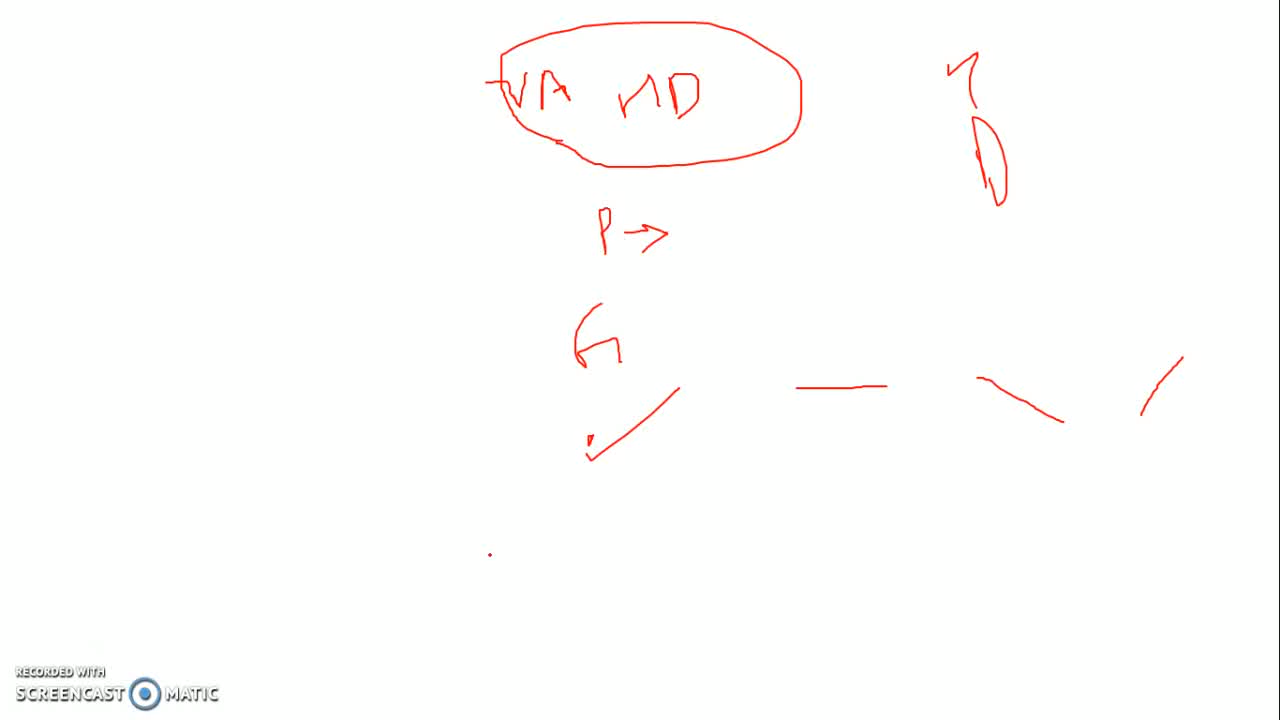 VA MD
D
P →
G
RECORDED WITH
SCREENCAST MATIC